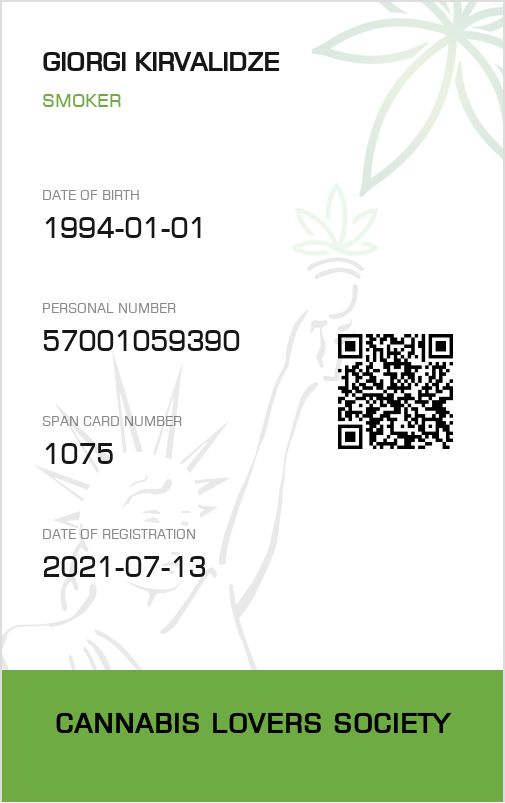 GIORGI KIRVALIDZE
SMOKER
DATE OF BIRTH
1994-01-01
PERSONAL NUMBER
57001059390
SPAN CARD NUMBER
1075
DATE OF REGISTRATION
2021-07-13
CANNABIS LOVERS SOCIETY